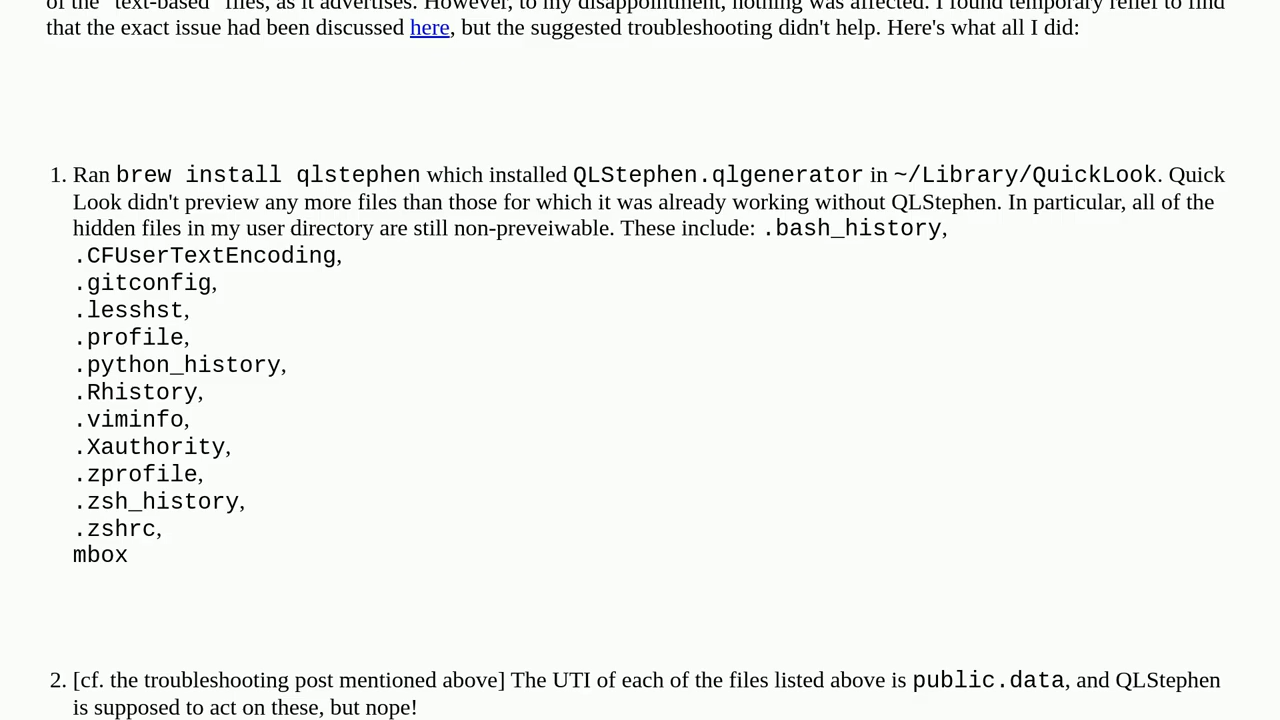 of the "text-based" files, as it advertises. However, to my disappointment, nothing was affected. I found temporary relief to find
that the exact issue had been discussed here, but the suggested troubleshooting didn't help. Here's what all I did:
1. Ran brew install qlstephen which installed QLStephen.qlgenerator in ~/Library/QuickLook. Quick
Look didn't preview any more files than those for which it was already working without QLStephen. In particular, all of the
hidden files in my user directory are still non-preveiwable. These include: .bash_history,
.CFUserTextEncoding,
.gitconfig,
.lesshst,
.profile,
.python_history,
.Rhistory,
.viminfo,
.Xauthority,
.zprofile,
.zsh_history,
.zshrc,
mbox
2. [cf. the troubleshooting post mentioned above] The UTI of each of the files listed above is public.data, and QLStephen
is supposed to act on these, but nope!